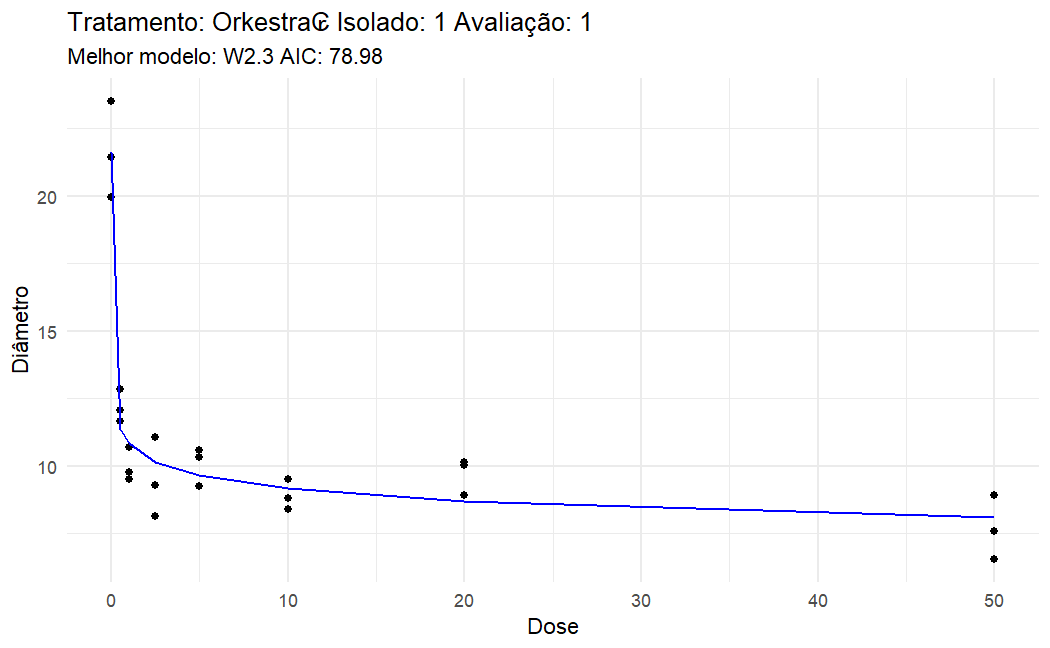 Tratamento: Orkestra₢ Isolado: 1 Avaliação: 1
Melhor modelo: W2.3 AIC: 78.98
Diâmetro
20
15
10
0 10 20 30 40 50
Dose